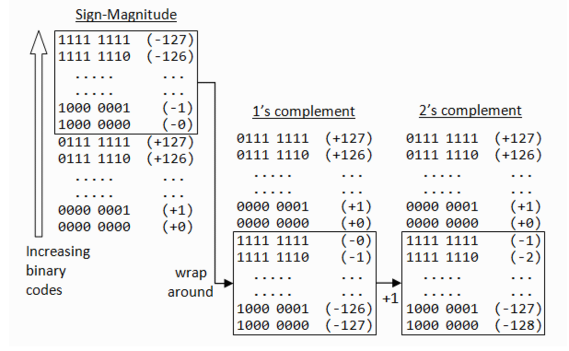 Sign-Magnitude
1111 1111 (-127)
1111 1110 (-126)
..... ..... ...
..... ..... ...
1000 0001 (-1)
1000 0000 (-0)
0111 1111 (+127)
0111 1110 (+126)
..... ..... ...
..... ..... ...
0000 0001 (+1)
0000 0000 (+0)
Increasing
binary
codes
wrap
around
1's complement
0111 1111 (+127)
0111 1110 (+126)
..... ..... ...
..... ..... ...
0000 0001 (+1)
0000 0000 (+0)
1111 1111 (-0)
1111 1110 (-1)
..... ..... ...
..... ..... ...
1000 0001 (-126)
1000 0000 (-127)
+1
2's complement
0111 1111 (+127)
0111 1110 (+126)
..... ..... ...
..... ..... ...
0000 0001 (+1)
0000 0000 (+0)
1111 1111 (-1)
1111 1110 (-2)
..... ..... ...
..... ..... ...
1000 0001 (-127)
1000 0000 (-128)